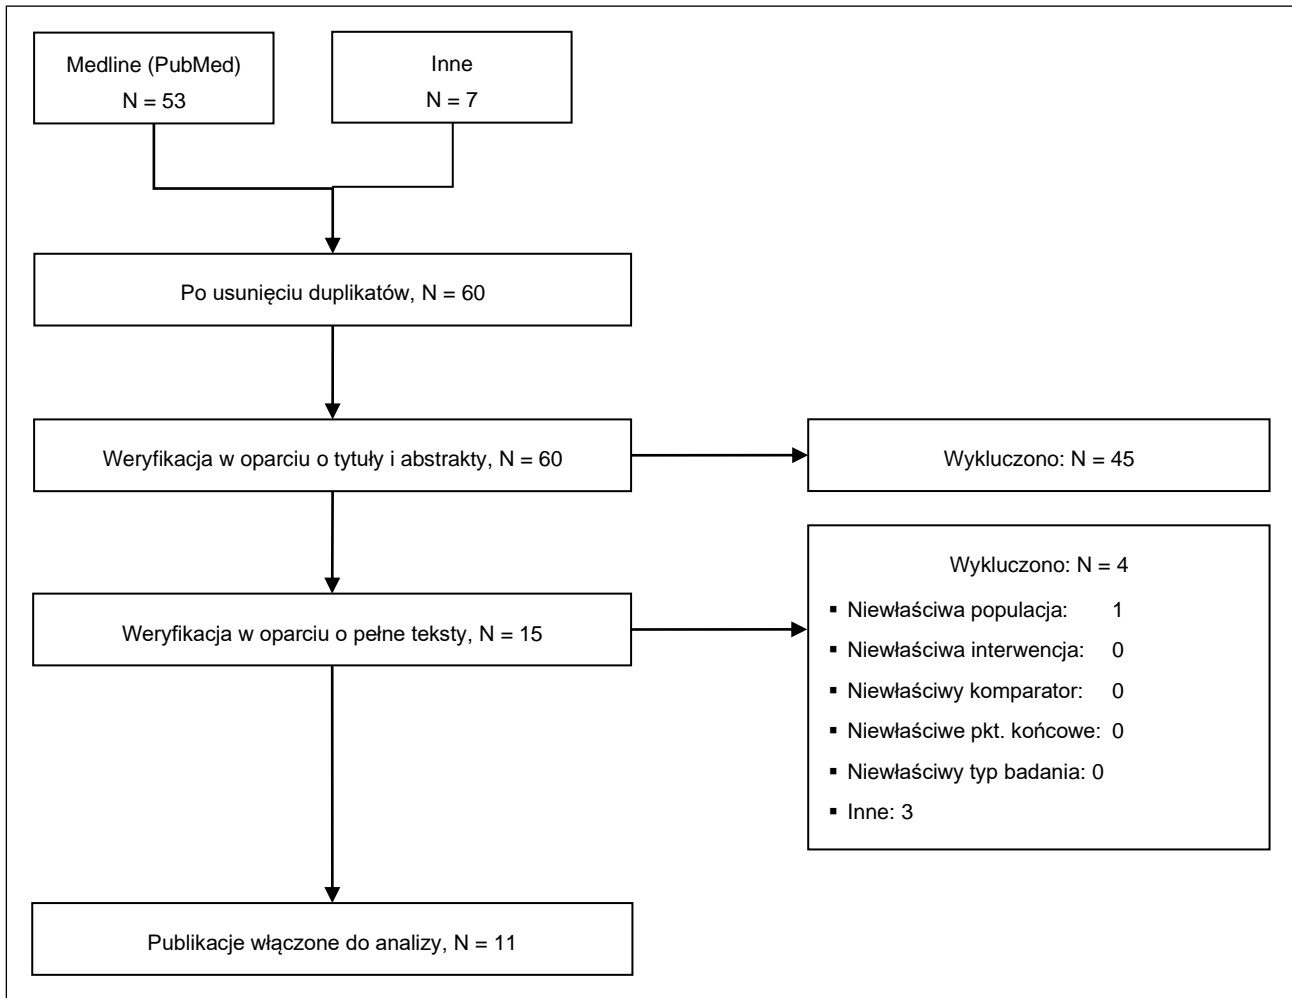 Medline (PubMed)
N = 53
Inne
N = 7
Po usunięciu duplikatów, N = 60
Weryfikacja w oparciu o tytuły i abstrakty, N = 60
Wykluczono: N = 45
Weryfikacja w oparciu o pełne teksty, N = 15
Wykluczono: N = 4
▪ Niewłaściwa populacja: 1
▪ Niewłaściwa interwencja: 0
▪ Niewłaściwy komparator: 0
▪ Niewłaściwe pkt. końcowe: 0
▪ Niewłaściwy typ badania: 0
▪ Inne: 3
Publikacje włączone do analizy, N = 11